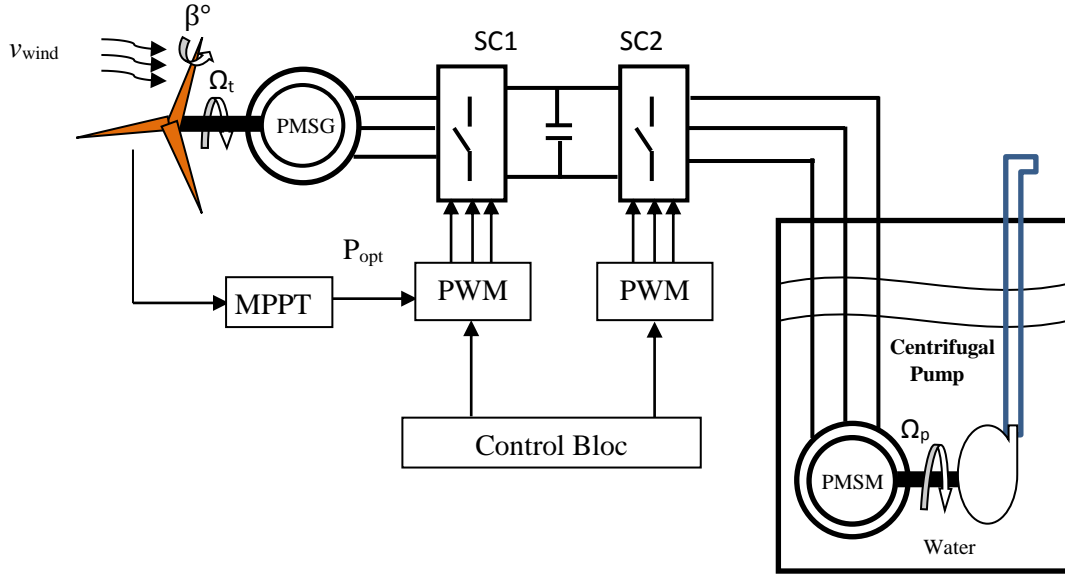 β°
SC1
SC2
vwind
Ωt
PMSG
Popt
MPPT
PWM
PWM
Centrifugal
Pump
Control Bloc
Ωp
PMSM
Water